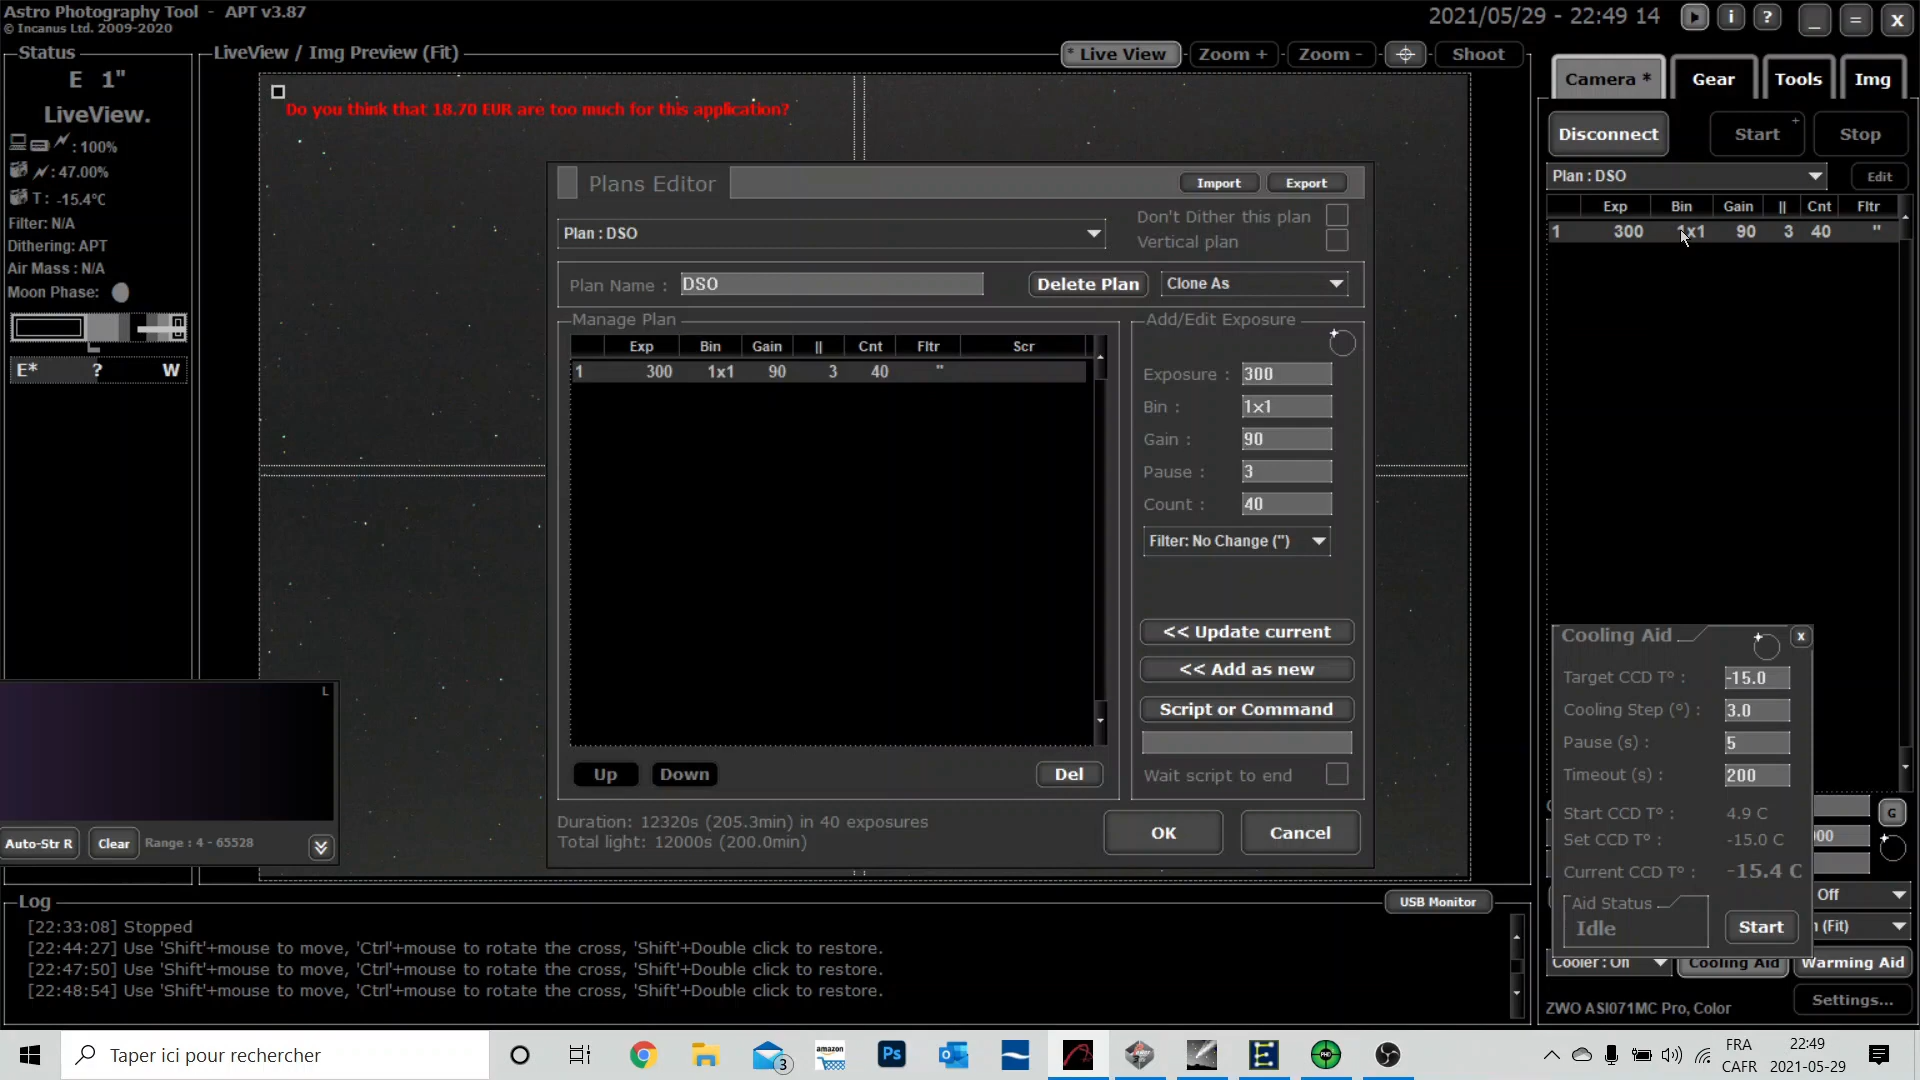 Astro Photography Tool - APT v3.87
© Incanus Ltd. 2009-2020
2021/05/29 - 22:49 14
i ? _ = x
Status
E 1"
LiveView.
: 100%
: 47.00%
T : -15.4°C
Filter: N/A
Dithering: APT
Air Mass : N/A
Moon Phase:
E* ? W
LiveView / Img Preview (Fit)
* Live View - Zoom + - Zoom - - Shoot
Do you think that 18.70 EUR are too much for this application?
Plans Editor
Import Export
Plan : DSO
Don't Dither this plan
Vertical plan
Plan Name : DSO
Delete Plan
Clone As
Manage Plan
Exp Bin Gain || Cnt Fltr Scr
1 300 1x1 90 3 40 "
Up Down Del
Add/Edit Exposure
Exposure : 300
Bin : 1x1
Gain : 90
Pause : 3
Count : 40
Filter: No Change (")
<< Update current
<< Add as new
Script or Command
Wait script to end
Duration: 12320s (205.3min) in 40 exposures
Total light: 12000s (200.0min)
OK Cancel
Camera * Gear Tools Img
Disconnect Start + Stop
Plan : DSO Edit
Exp Bin Gain || Cnt Fltr
1 300 1x1 90 3 40 "
Cooling Aid x
Target CCD T° : -15.0
Cooling Step (°) : 3.0
Pause (s) : 5
Timeout (s) : 200
Start CCD T° : 4.9 C
Set CCD T° : -15.0 C
Current CCD T° : -15.4 C
Aid Status
Idle
Start
G
00
Off
(Fit)
Cooler : On Cooling Aid Warming Aid
ZWO ASI071MC Pro, Color Settings...
L
Auto-Str R Clear Range : 4 - 65528
Log
USB Monitor
[22:33:08] Stopped
[22:44:27] Use 'Shift'+mouse to move, 'Ctrl'+mouse to rotate the cross, 'Shift'+Double click to restore.
[22:47:50] Use 'Shift'+mouse to move, 'Ctrl'+mouse to rotate the cross, 'Shift'+Double click to restore.
[22:48:54] Use 'Shift'+mouse to move, 'Ctrl'+mouse to rotate the cross, 'Shift'+Double click to restore.
Taper ici pour rechercher
3
amazon
Ps
FRA
CAFR
22:49
2021-05-29